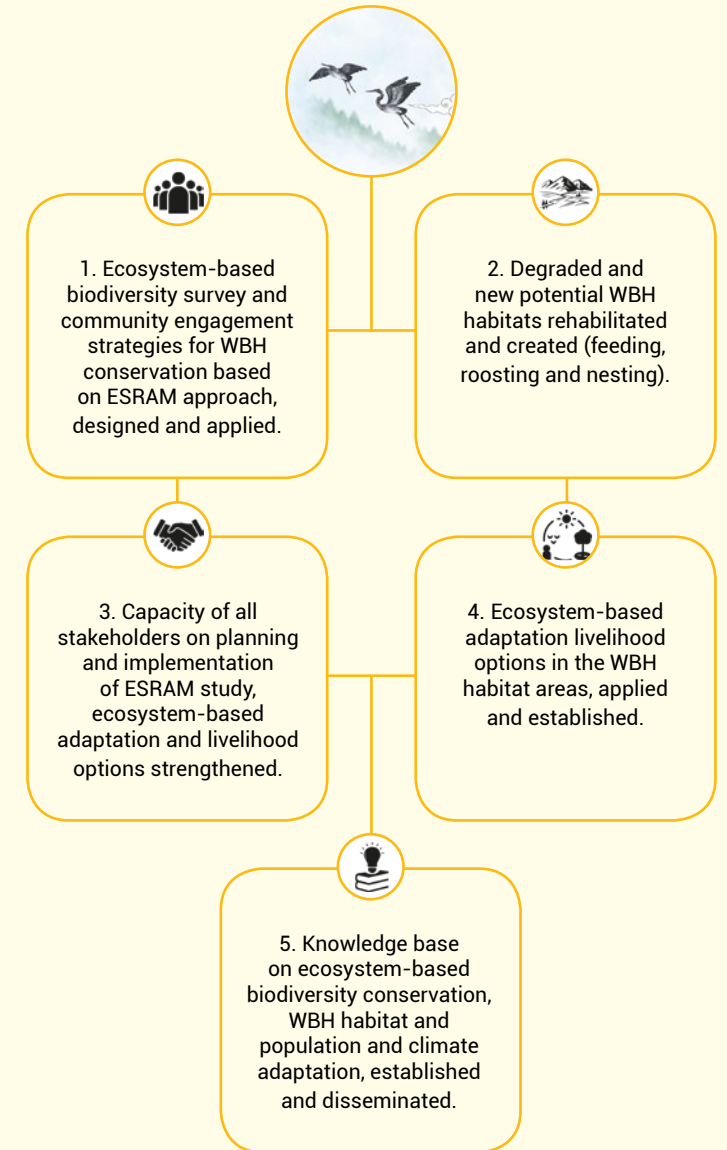 1. Ecosystem-based
biodiversity survey and
community engagement
strategies for WBH
conservation based
on ESRAM approach,
designed and applied.
2. Degraded and
new potential WBH
habitats rehabilitated
and created (feeding,
roosting and nesting).
3. Capacity of all
stakeholders on planning
and implementation
of ESRAM study,
ecosystem-based
adaptation and livelihood
options strengthened.
4. Ecosystem-based
adaptation livelihood
options in the WBH
habitat areas, applied
and established.
5. Knowledge base
on ecosystem-based
biodiversity conservation,
WBH habitat and
population and climate
adaptation, established
and disseminated.